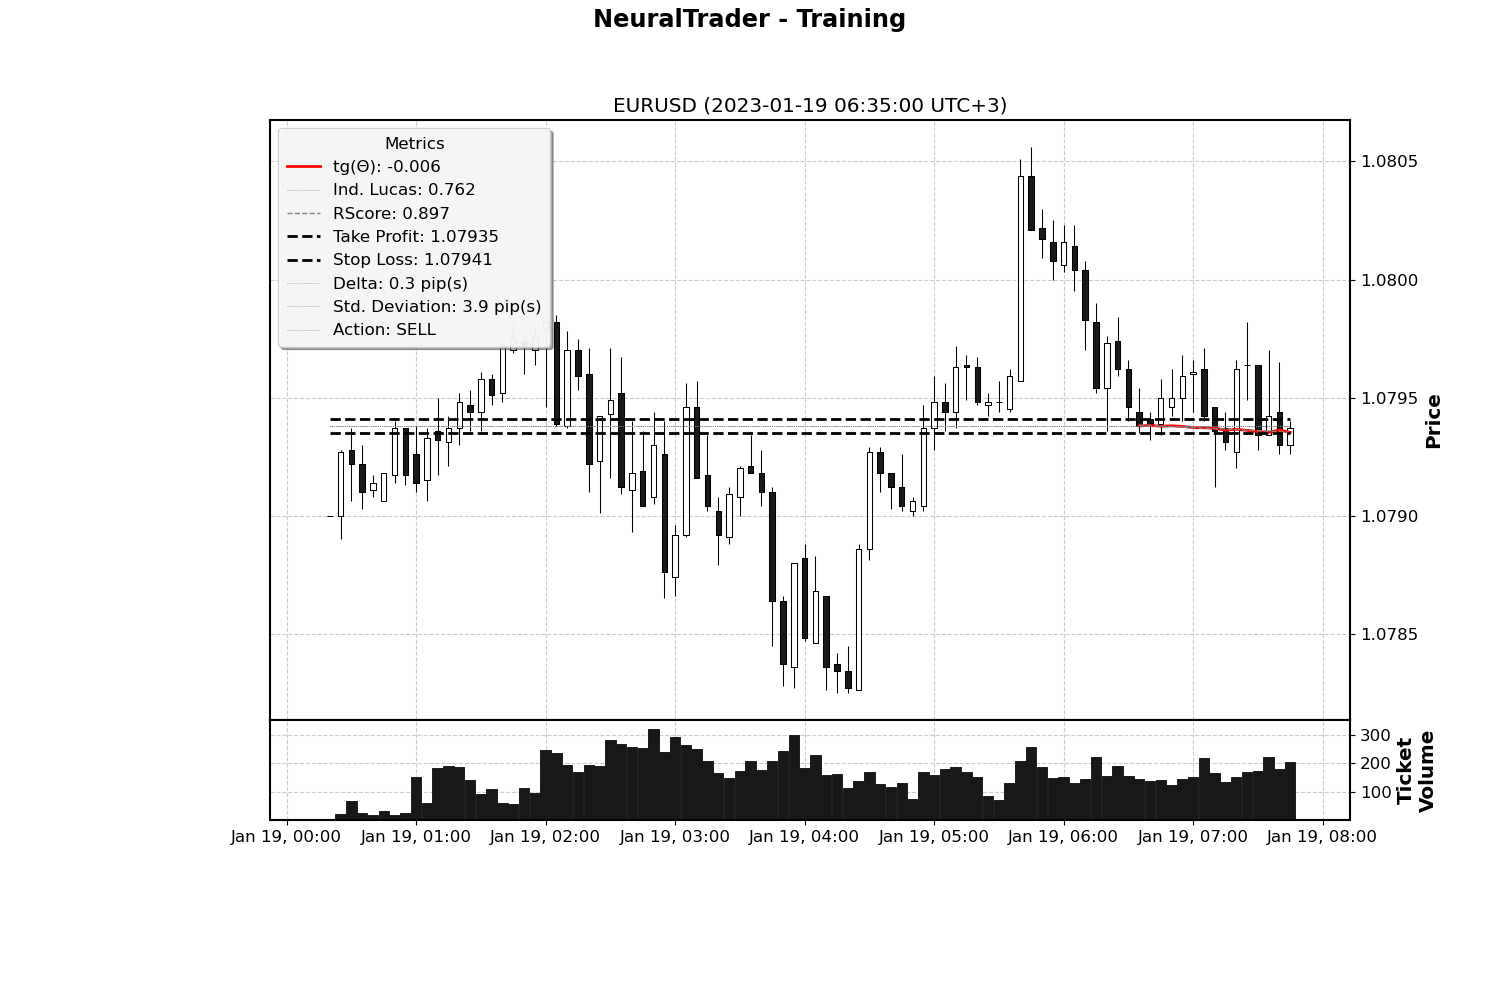 NeuralTrader - Training
EURUSD (2023-01-19 06:35:00 UTC+3)
Metrics
tg(Θ): -0.006
Ind. Lucas: 0.762
RScore: 0.897
Take Profit: 1.07935
Stop Loss: 1.07941
Delta: 0.3 pip(s)
Std. Deviation: 3.9 pip(s)
Action: SELL
1.0805
1.0800
1.0795
1.0790
1.0785
Price
300
200
100
Ticket
Volume
Jan 19, 00:00
Jan 19, 01:00
Jan 19, 02:00
Jan 19, 03:00
Jan 19, 04:00
Jan 19, 05:00
Jan 19, 06:00
Jan 19, 07:00
Jan 19, 08:00